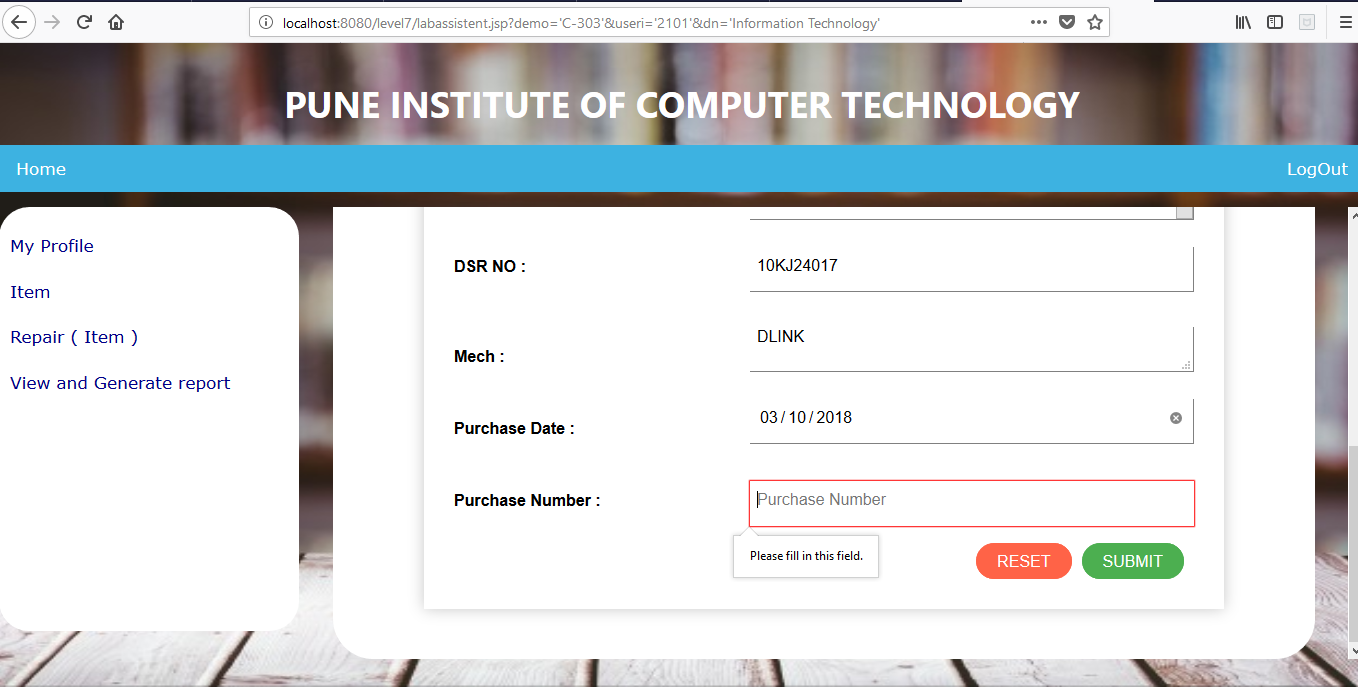 localhost:8080/level7/labassistent.jsp?demo='C-303'&useri='2101'&dn='Information Technology'
PUNE INSTITUTE OF COMPUTER TECHNOLOGY
Home
LogOut
My Profile
Item
Repair ( Item )
View and Generate report
DSR NO :
10KJ24017
Mech :
DLINK
Purchase Date :
03 / 10 / 2018
Purchase Number :
Purchase Number
Please fill in this field.
RESET
SUBMIT